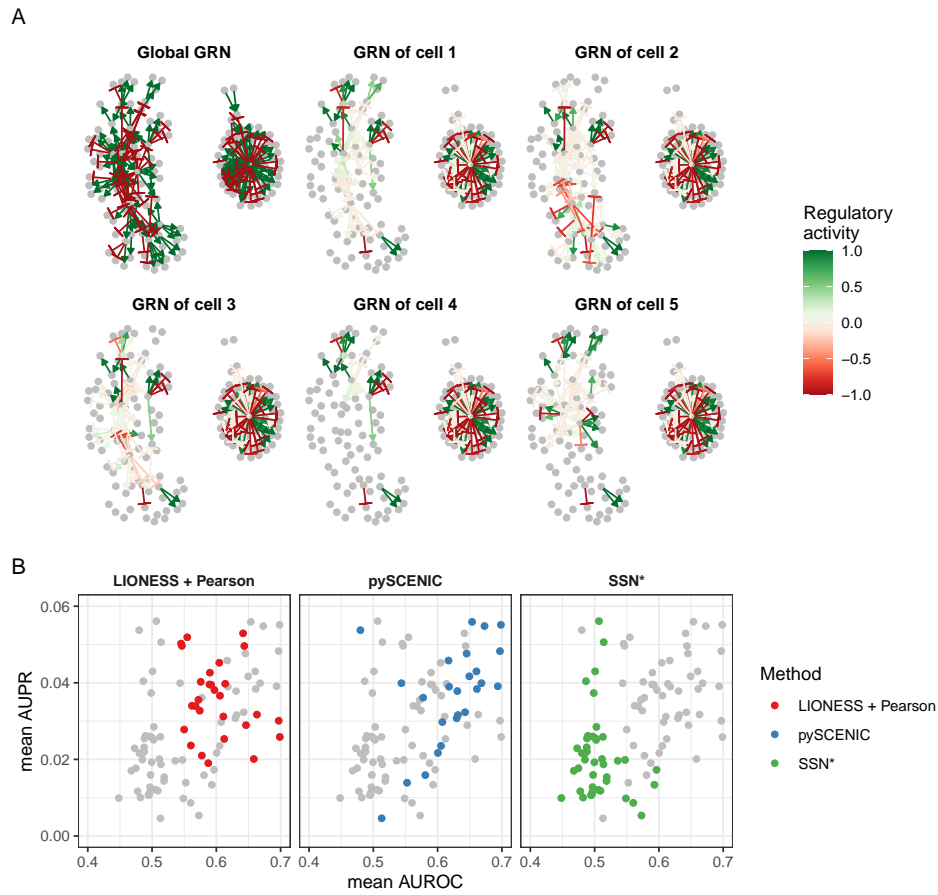 A
Global GRN
GRN of cell 1
GRN of cell 2
GRN of cell 3
GRN of cell 4
GRN of cell 5
Regulatory
activity
1.0
0.5
0.0
−0.5
−1.0
B
LIONESS + Pearson
pySCENIC
SSN*
mean AUPR
0.06
0.04
0.02
0.00
0.4 0.5 0.6 0.7
0.4 0.5 0.6 0.7
0.4 0.5 0.6 0.7
mean AUROC
Method
LIONESS + Pearson
pySCENIC
SSN*